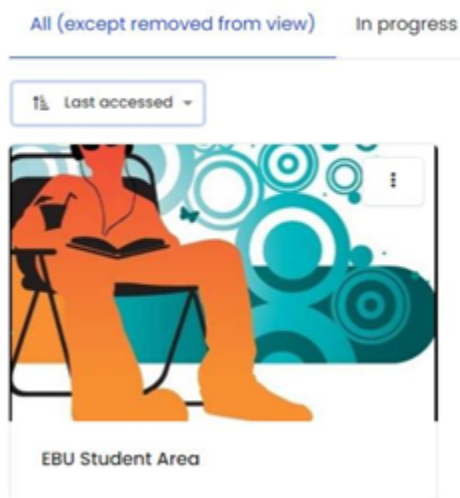 All (except removed from view)
In progress
Last accessed
EBU Student Area